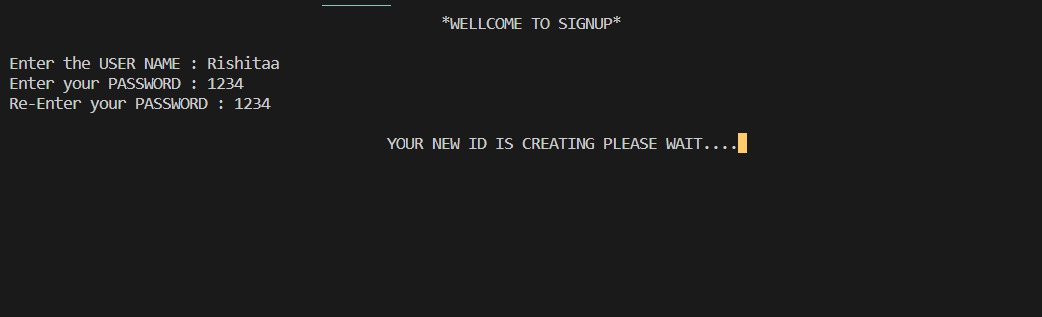 *WELLCOME TO SIGNUP*
Enter the USER NAME : Rishitaa
Enter your PASSWORD : 1234
Re-Enter your PASSWORD : 1234
YOUR NEW ID IS CREATING PLEASE WAIT....